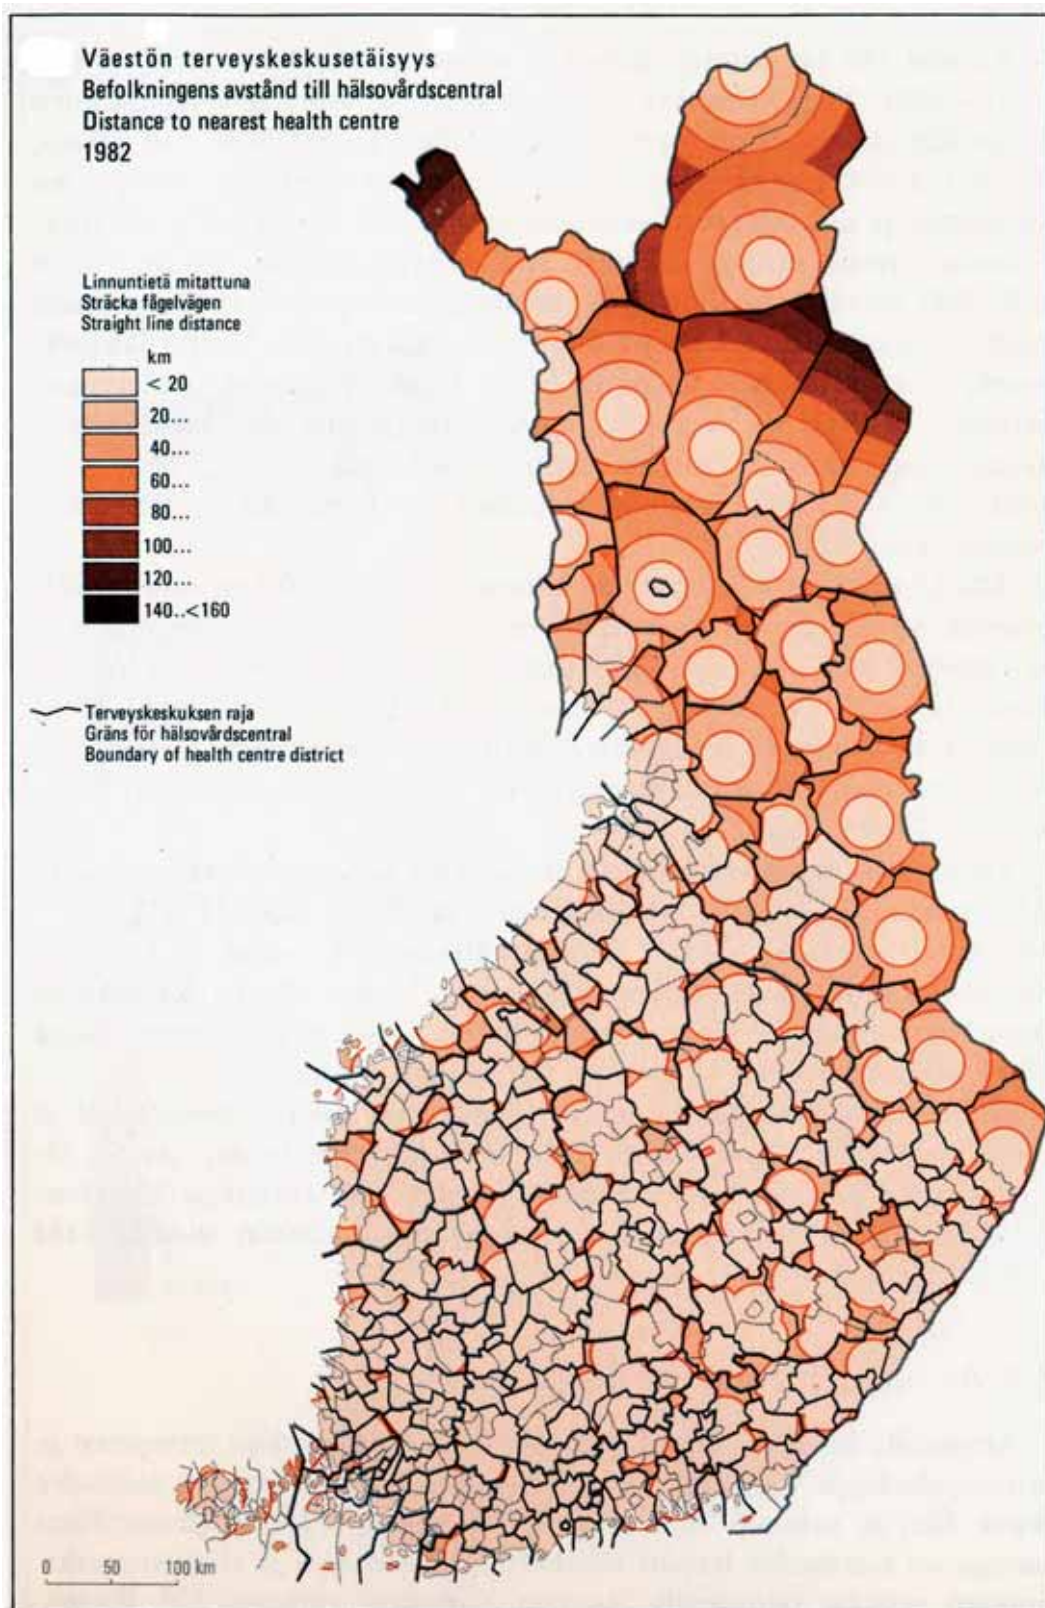 Väestön terveyskeskusetäisyys
Befolkningens avstånd till hälsovårdscentral
Distance to nearest health centre
1982
Linnuntietä mitattuna
Sträcka fågelvägen
Straight line distance
km
< 20
20...
40...
60...
80...
100...
120...
140..<160
Terveyskeskuksen raja
Gräns för hälsovårdscentral
Boundary of health centre district
0 50 100 km